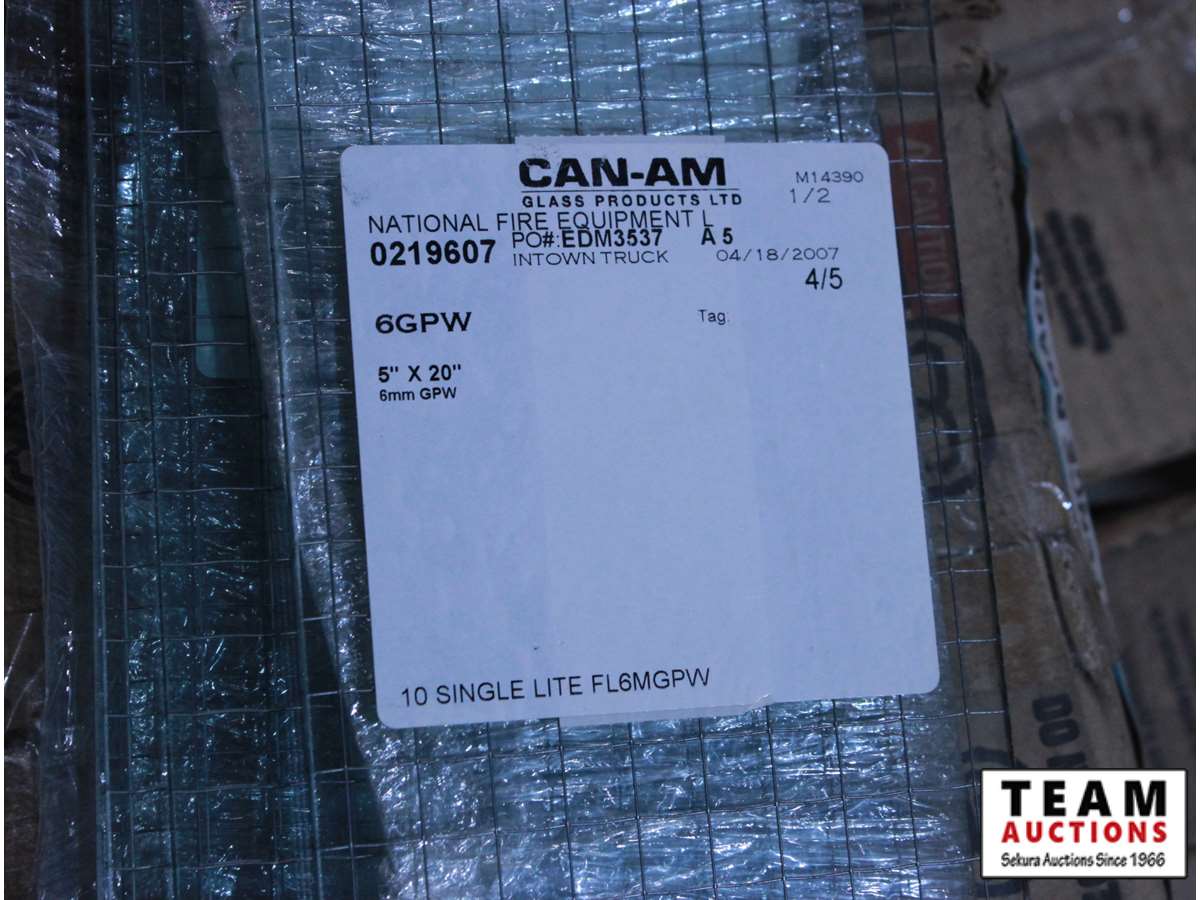 CAN-AM
GLASS PRODUCTS LTD
M14390
1/2
NATIONAL FIRE EQUIPMENT L
0219607
PO#:EDM3537 A 5
INTOWN TRUCK
04/18/2007
4/5
6GPW
Tag:
5" X 20"
6mm GPW
10 SINGLE LITE FL6MGPW
CAUTION
DO
TEAM
AUCTIONS
Sekura Auctions Since 1966